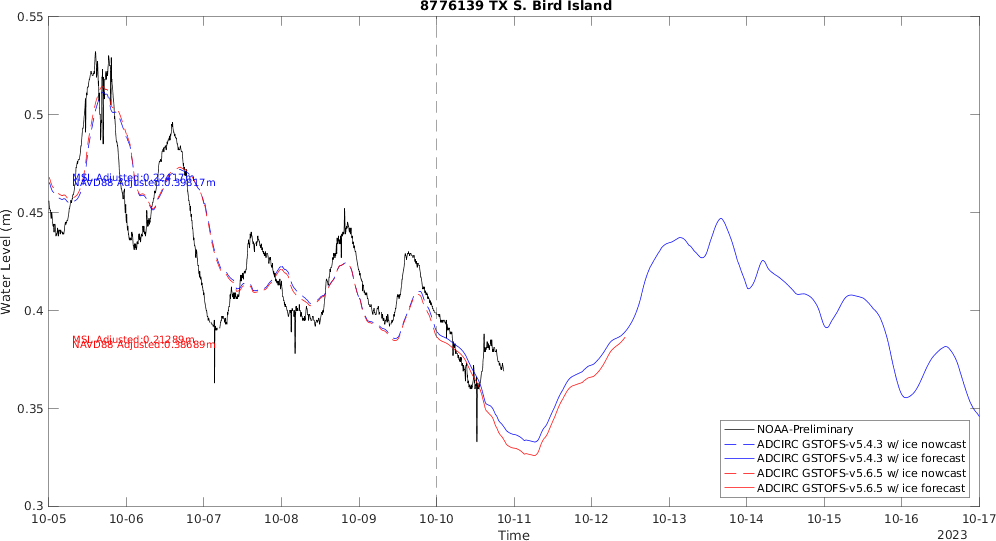 8776139 TX S. Bird Island
0.55
0.5
0.45
0.4
0.35
0.3
Water Level (m)
MSL Adjusted:0.22417m
NAVD88 Adjusted:0.39817m
MSL Adjusted:0.21289m
NAVD88 Adjusted:0.38689m
NOAA-Preliminary
ADCIRC GSTOFS-v5.4.3 w/ ice nowcast
ADCIRC GSTOFS-v5.4.3 w/ ice forecast
ADCIRC GSTOFS-v5.6.5 w/ ice nowcast
ADCIRC GSTOFS-v5.6.5 w/ ice forecast
10-05 10-06 10-07 10-08 10-09 10-10 10-11 10-12 10-13 10-14 10-15 10-16 10-17
Time
2023